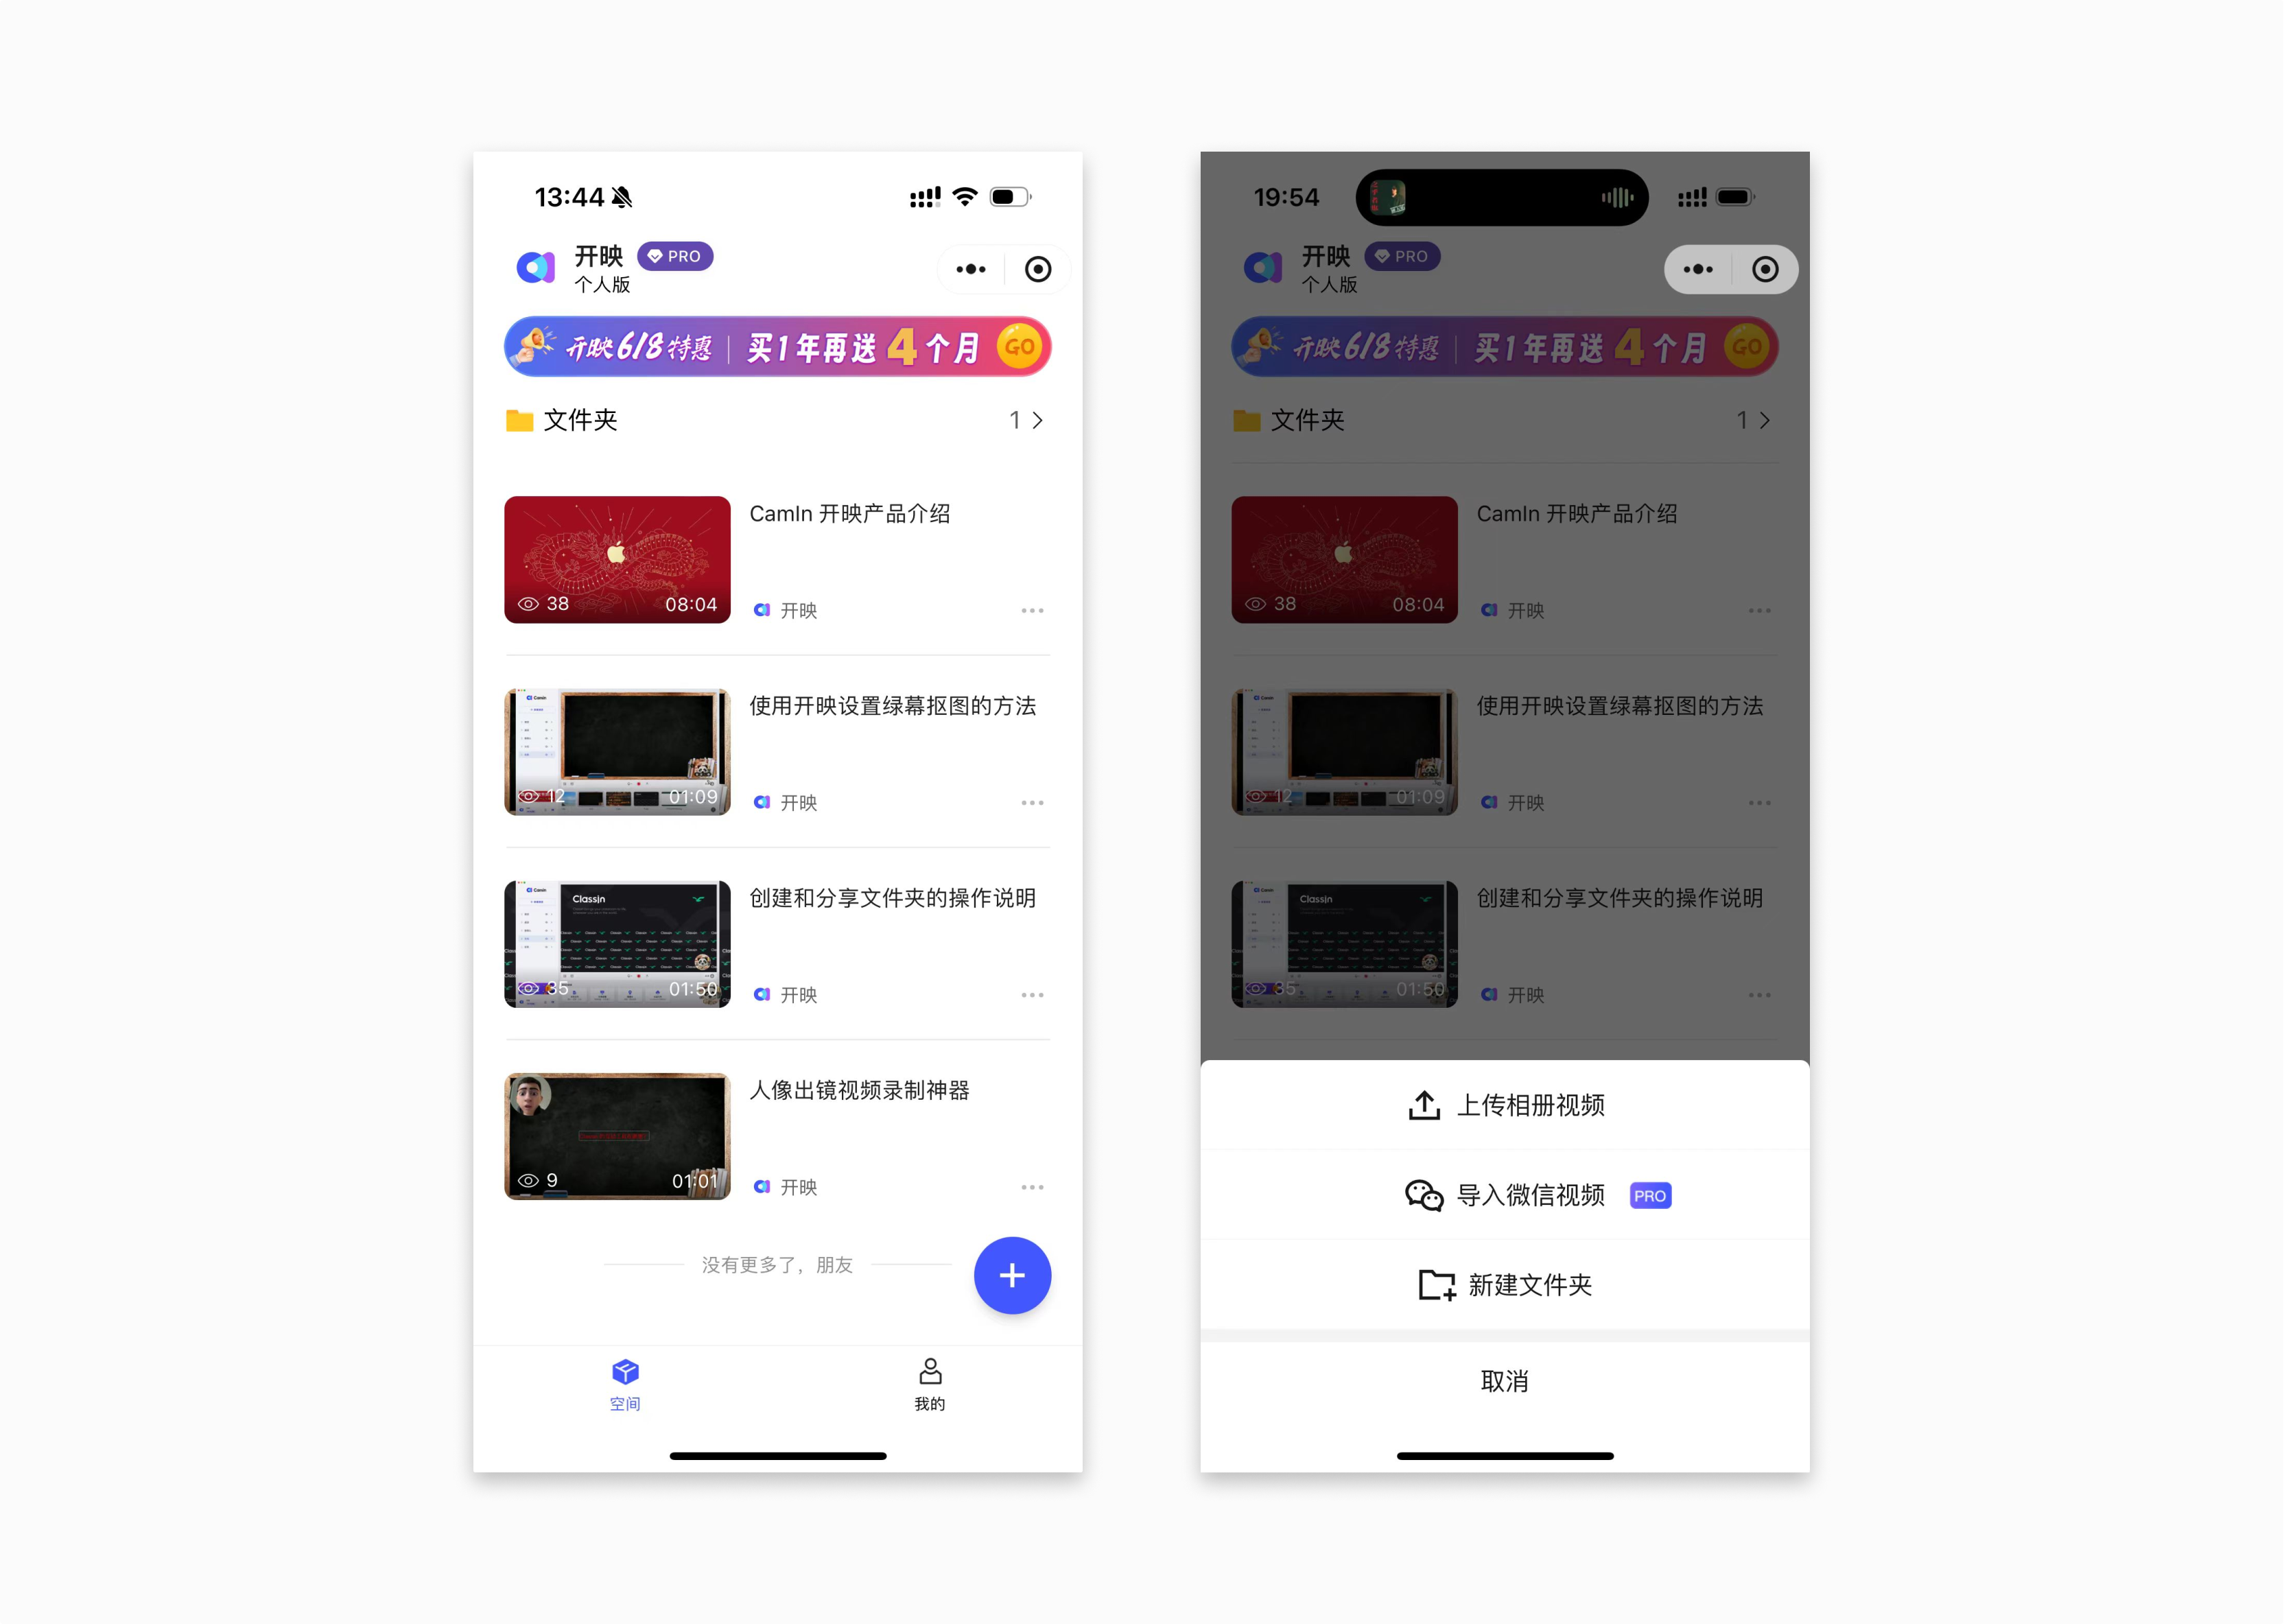 13:44
开映 PRO
个人版
开映618特惠 | 买1年再送4个月 GO
文件夹 1
CamIn 开映产品介绍
38 08:04
开映
使用开映设置绿幕抠图的方法
12 01:09
开映
创建和分享文件夹的操作说明
ClassIn
35 01:50
开映
人像出镜视频录制神器
9 01:01
开映
没有更多了，朋友
空间 我的
19:54
开映 PRO
个人版
开映618特惠 | 买1年再送4个月 GO
文件夹 1
CamIn 开映产品介绍
38 08:04
开映
使用开映设置绿幕抠图的方法
12 01:09
开映
创建和分享文件夹的操作说明
ClassIn
35 01:50
开映
上传相册视频
导入微信视频 PRO
新建文件夹
取消